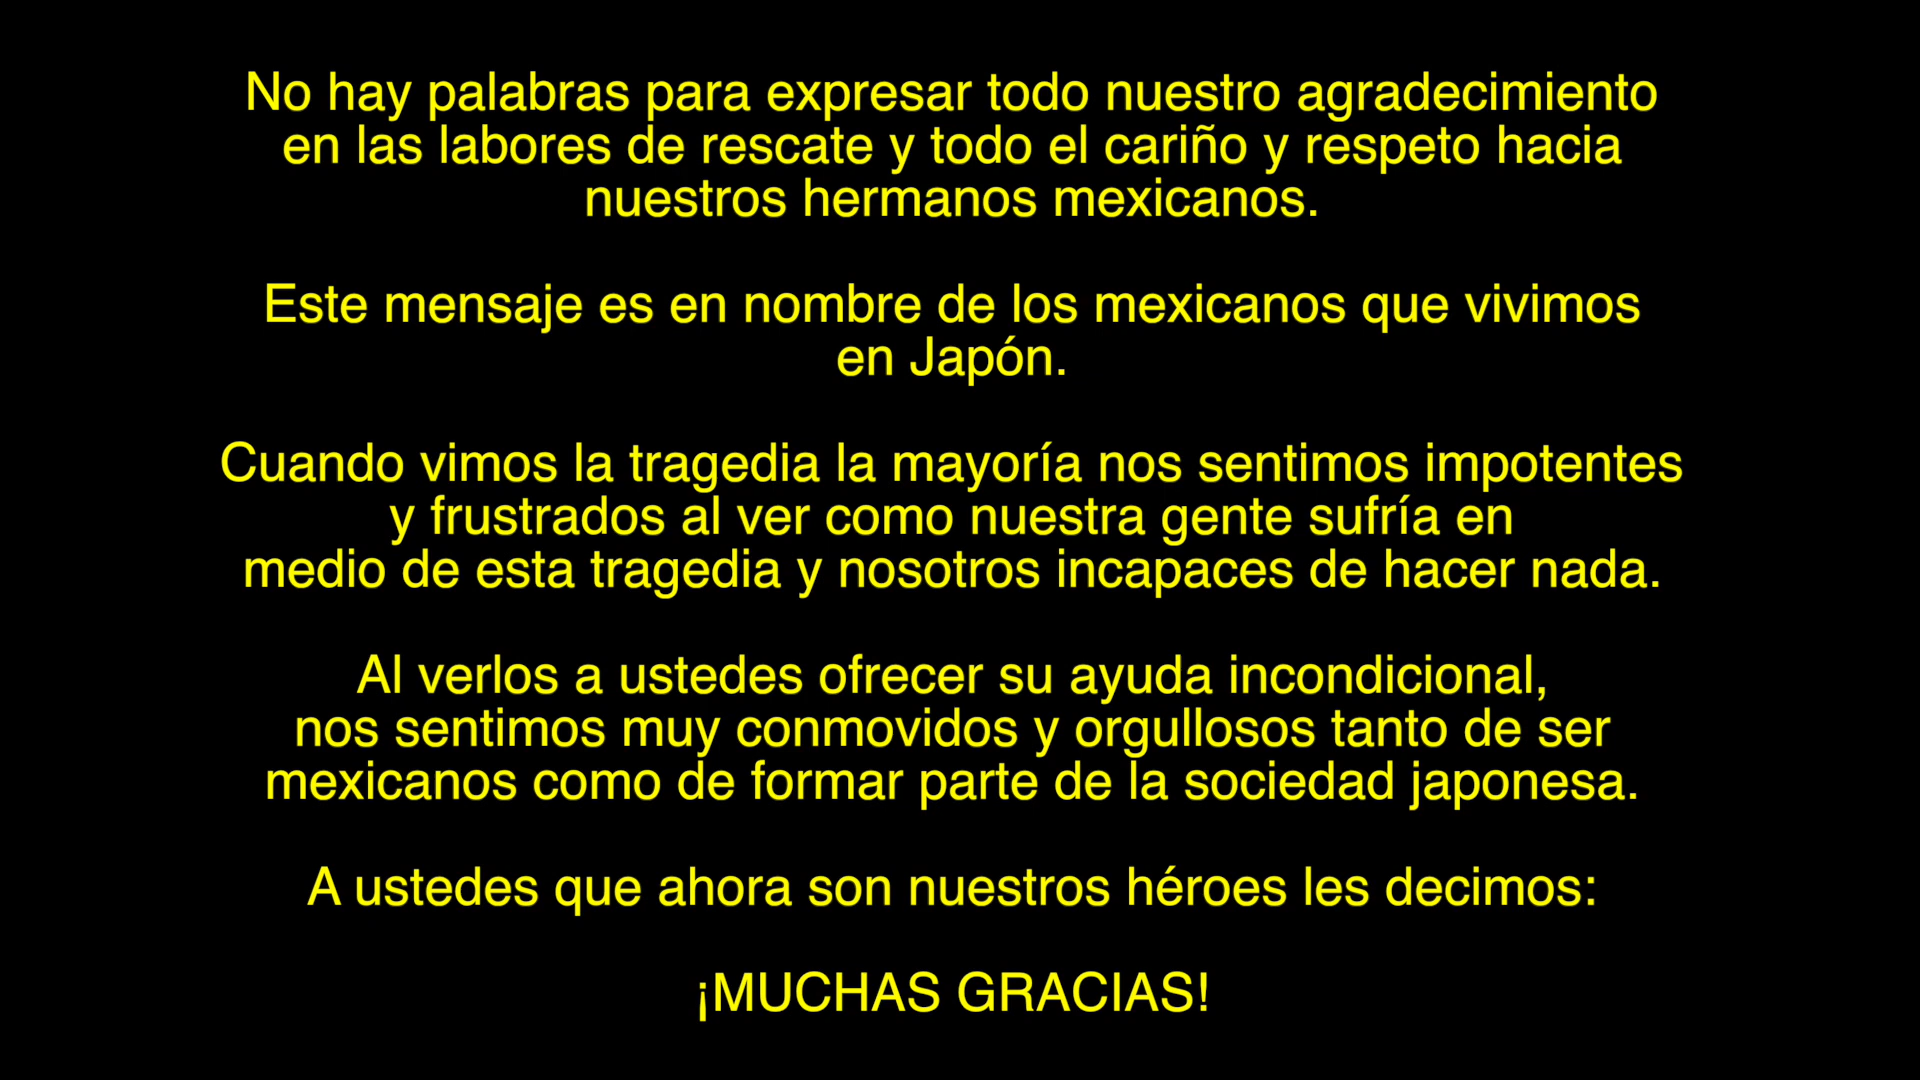 No hay palabras para expresar todo nuestro agradecimiento
en las labores de rescate y todo el cariño y respeto hacia
nuestros hermanos mexicanos.
Este mensaje es en nombre de los mexicanos que vivimos
en Japón.
Cuando vimos la tragedia la mayoría nos sentimos impotentes
y frustrados al ver como nuestra gente sufría en
medio de esta tragedia y nosotros incapaces de hacer nada.
Al verlos a ustedes ofrecer su ayuda incondicional,
nos sentimos muy conmovidos y orgullosos tanto de ser
mexicanos como de formar parte de la sociedad japonesa.
A ustedes que ahora son nuestros héroes les decimos:
¡MUCHAS GRACIAS!